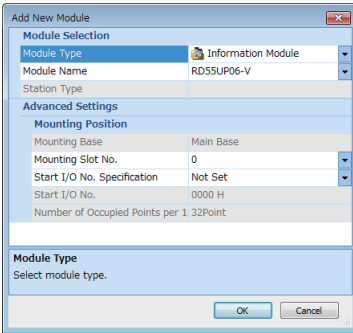 Add New Module
Module Selection
Module Type Information Module
Module Name RD55UP06-V
Station Type
Advanced Settings
Mounting Position
Mounting Base Main Base
Mounting Slot No. 0
Start I/O No. Specification Not Set
Start I/O No. 0000 H
Number of Occupied Points per 1 32Point
Module Type
Select module type.
OK Cancel